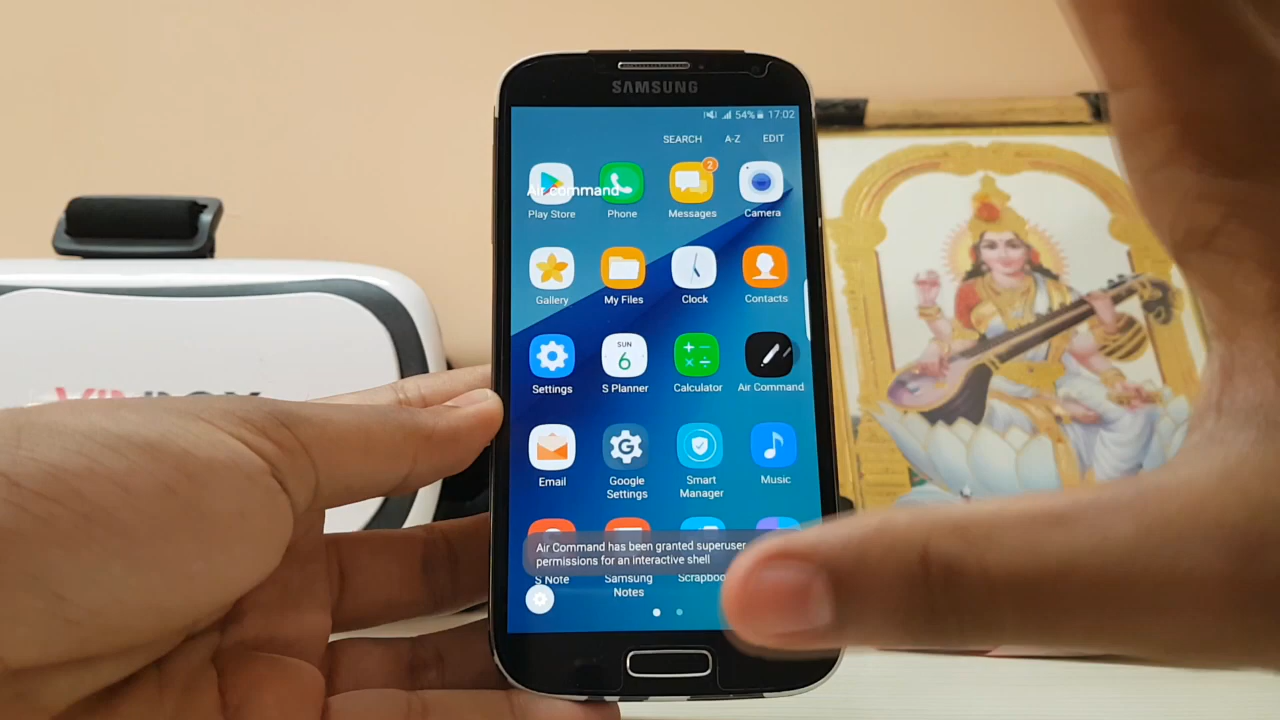 SAMSUNG
54% 17:02
SEARCH A-Z EDIT
2
Air command
Play Store Phone Messages Camera
Gallery My Files Clock Contacts
SUN
6
Settings S Planner Calculator Air Command
G
Email Google Settings Smart Manager Music
Air Command has been granted superuser
permissions for an interactive shell
S Note Samsung Notes